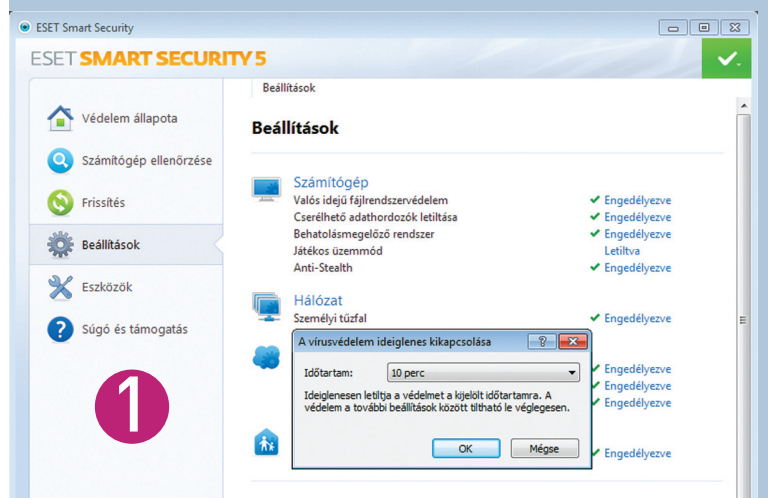 ESET Smart Security
ESET SMART SECURITY 5
Védelem állapota
Számítógép ellenőrzése
Frissítés
Beállítások
Eszközök
Súgó és támogatás
1
Beállítások
Beállítások
Számítógép
Valós idejű fájlrendszervédelem Engedélyezve
Cserélhető adathordozók letiltása Engedélyezve
Behatolásmegelőző rendszer Engedélyezve
Játékos üzemmód Letiltva
Anti-Stealth Engedélyezve
Hálózat
Személyi tűzfal Engedélyezve
Engedélyezve
Engedélyezve
Engedélyezve
Engedélyezve
A vírusvédelem ideiglenes kikapcsolása
Időtartam: 10 perc
Ideiglenesen letiltja a védelmet a kijelölt időtartamra. A
védelem a további beállítások között tiltható le véglegesen.
OK Mégse